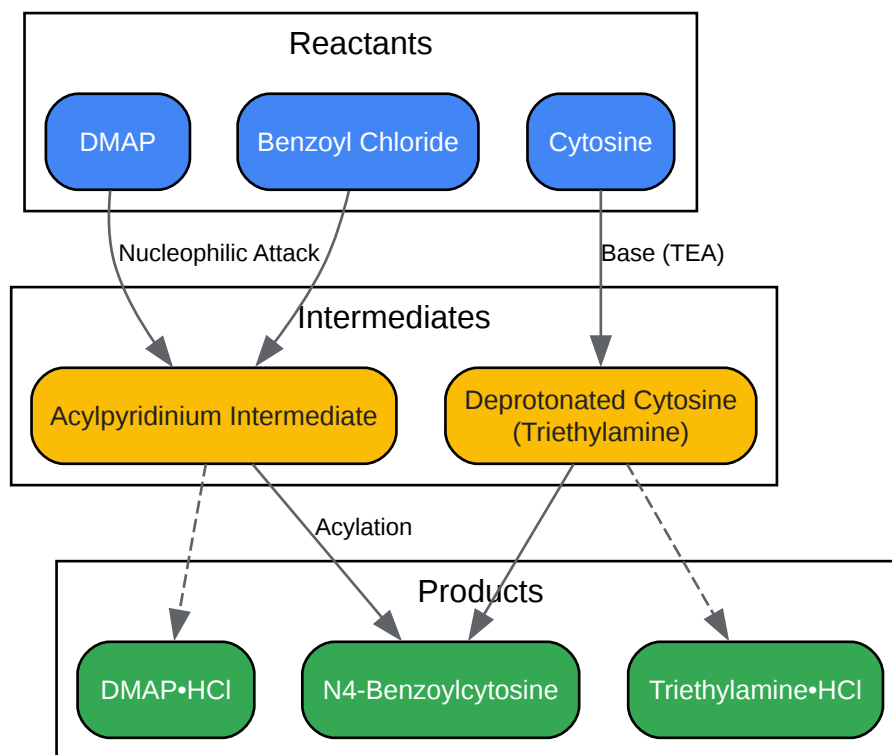 Reactants
DMAP
Benzoyl Chloride
Cytosine
Nucleophilic Attack
Base (TEA)
Intermediates
Acylpyridinium Intermediate
Deprotonated Cytosine
(Triethylamine)
Acylation
Products
DMAP•HCl
N4-Benzoylcytosine
Triethylamine•HCl